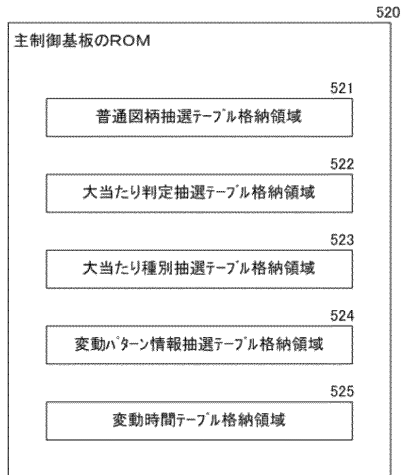 520
主制御基板のROM
521
普通図柄抽選テーブル格納領域
522
大当たり判定抽選テーブル格納領域
523
大当たり種別抽選テーブル格納領域
524
変動パターン情報抽選テーブル格納領域
525
変動時間テーブル格納領域